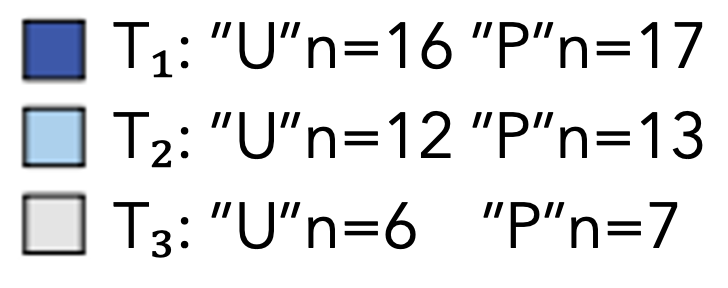 T₁: "U"n=16 "P"n=17
T₂: "U"n=12 "P"n=13
T₃: "U"n=6 "P"n=7